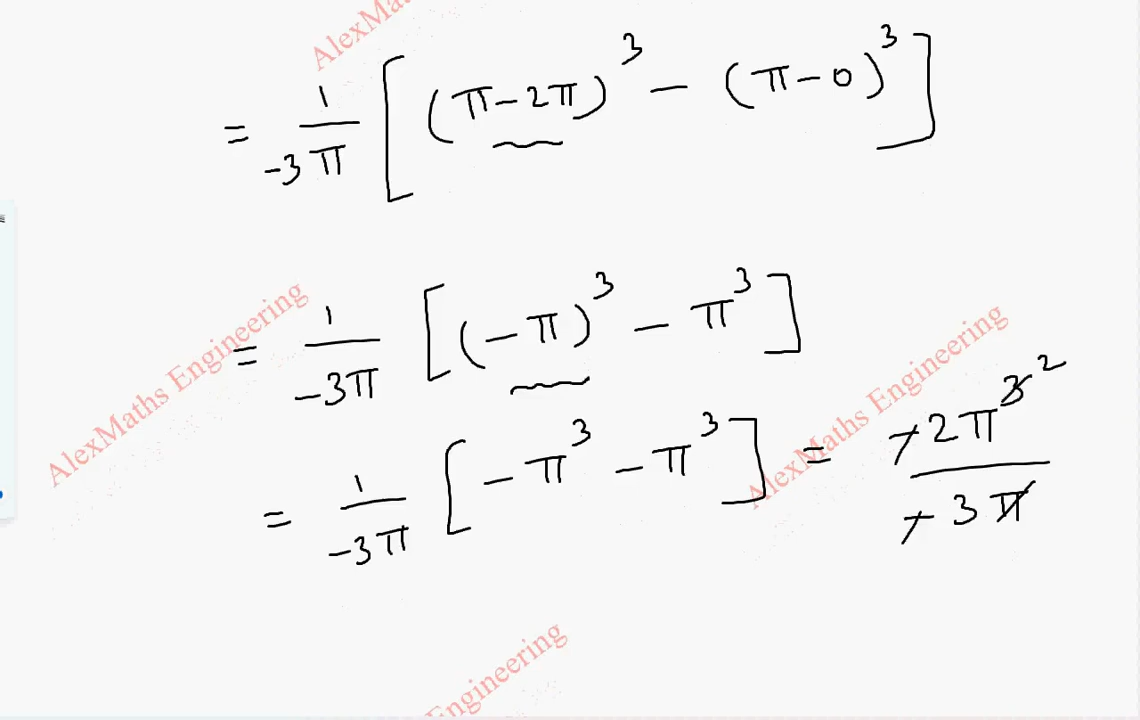 AlexMaths
= 1/-3π [(π-2π)³ - (π-0)³]
AlexMaths Engineering
= 1/-3π [(-π)³ - π³]
AlexMaths Engineering
= 1/-3π [-π³ - π³] = -2π³ ² / -3π
Engineering